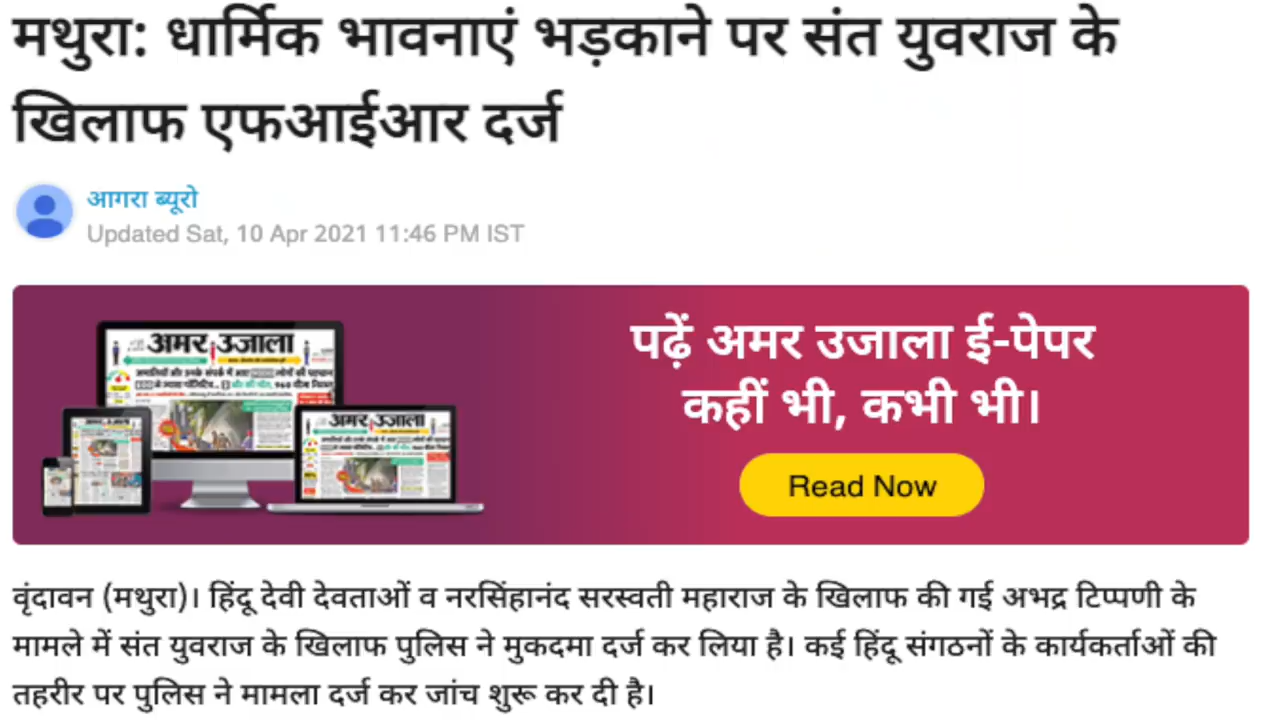 मथुरा: धार्मिक भावनाएं भड़काने पर संत युवराज के
खिलाफ एफआईआर दर्ज
आगरा ब्यूरो
Updated Sat, 10 Apr 2021 11:46 PM IST
अमर उजाला
अमर उजाला
पढ़ें अमर उजाला ई-पेपर
कहीं भी, कभी भी।
Read Now
वृंदावन (मथुरा)। हिंदू देवी देवताओं व नरसिंहानंद सरस्वती महाराज के खिलाफ की गई अभद्र टिप्पणी के
मामले में संत युवराज के खिलाफ पुलिस ने मुकदमा दर्ज कर लिया है। कई हिंदू संगठनों के कार्यकर्ताओं की
तहरीर पर पुलिस ने मामला दर्ज कर जांच शुरू कर दी है।